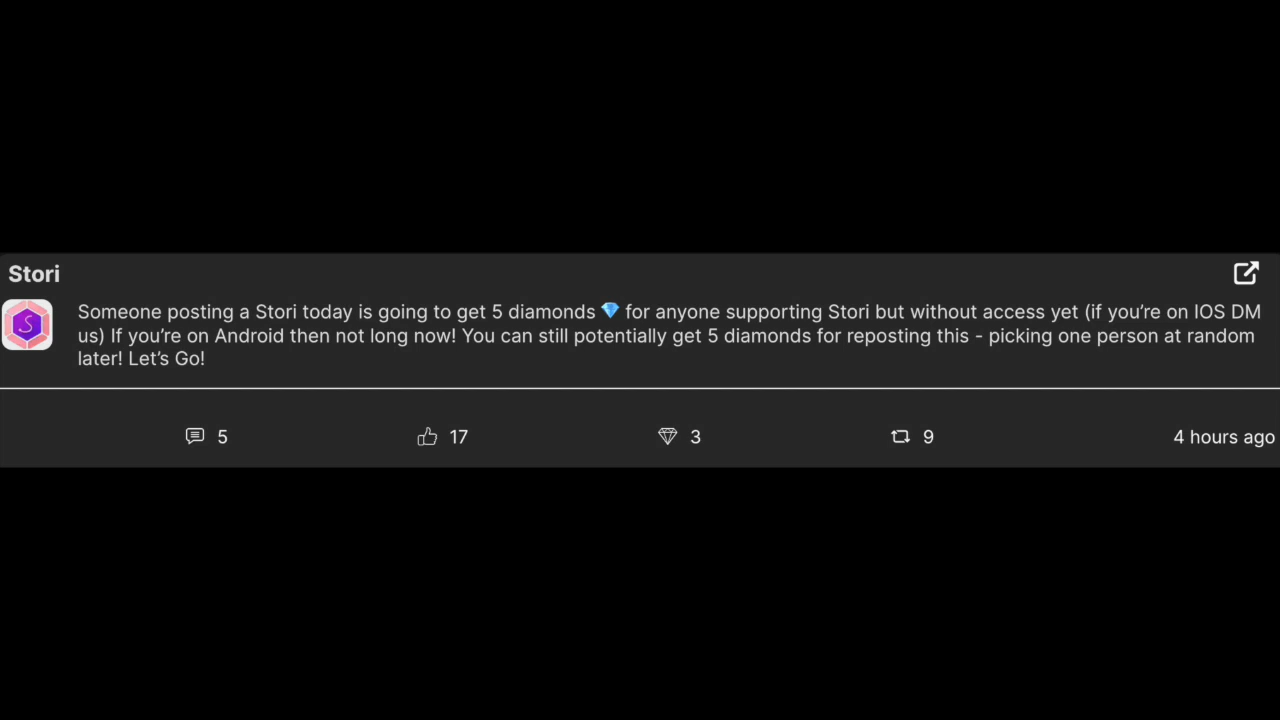 Stori
Someone posting a Stori today is going to get 5 diamonds 💎 for anyone supporting Stori but without access yet (if you’re on IOS DM
us) If you’re on Android then not long now! You can still potentially get 5 diamonds for reposting this - picking one person at random
later! Let’s Go!
5 17 3 9 4 hours ago